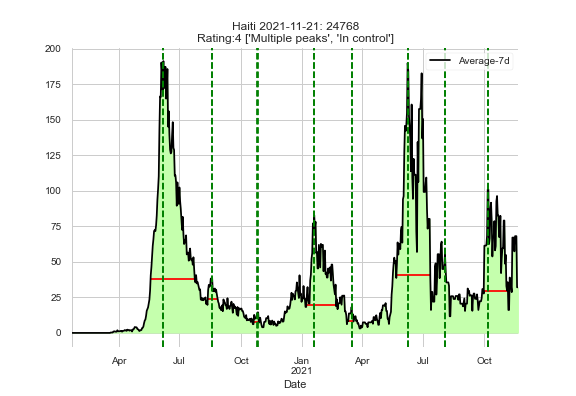 Haiti 2021-11-21: 24768
Rating:4 ['Multiple peaks', 'In control']
Average-7d
200
175
150
125
100
75
50
25
0
Apr Jul Oct Jan Apr Jul Oct
2021
Date